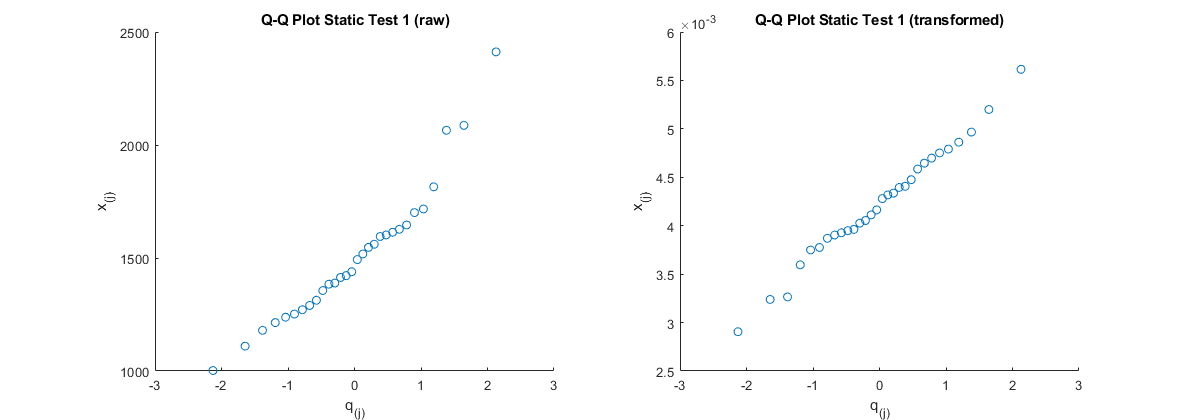 Q-Q Plot Static Test 1 (raw)
2500
2000
1500
1000
-3 -2 -1 0 1 2 3
x(j)
q(j)
Q-Q Plot Static Test 1 (transformed)
×10-3
6
5.5
5
4.5
4
3.5
3
2.5
-3 -2 -1 0 1 2 3
x(j)
q(j)